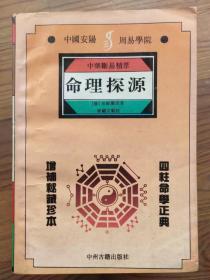 中國安陽 周易學院
中華斷易精萃
命理探源
增補秘藏珍本
四柱命學正典
中州古籍出版社